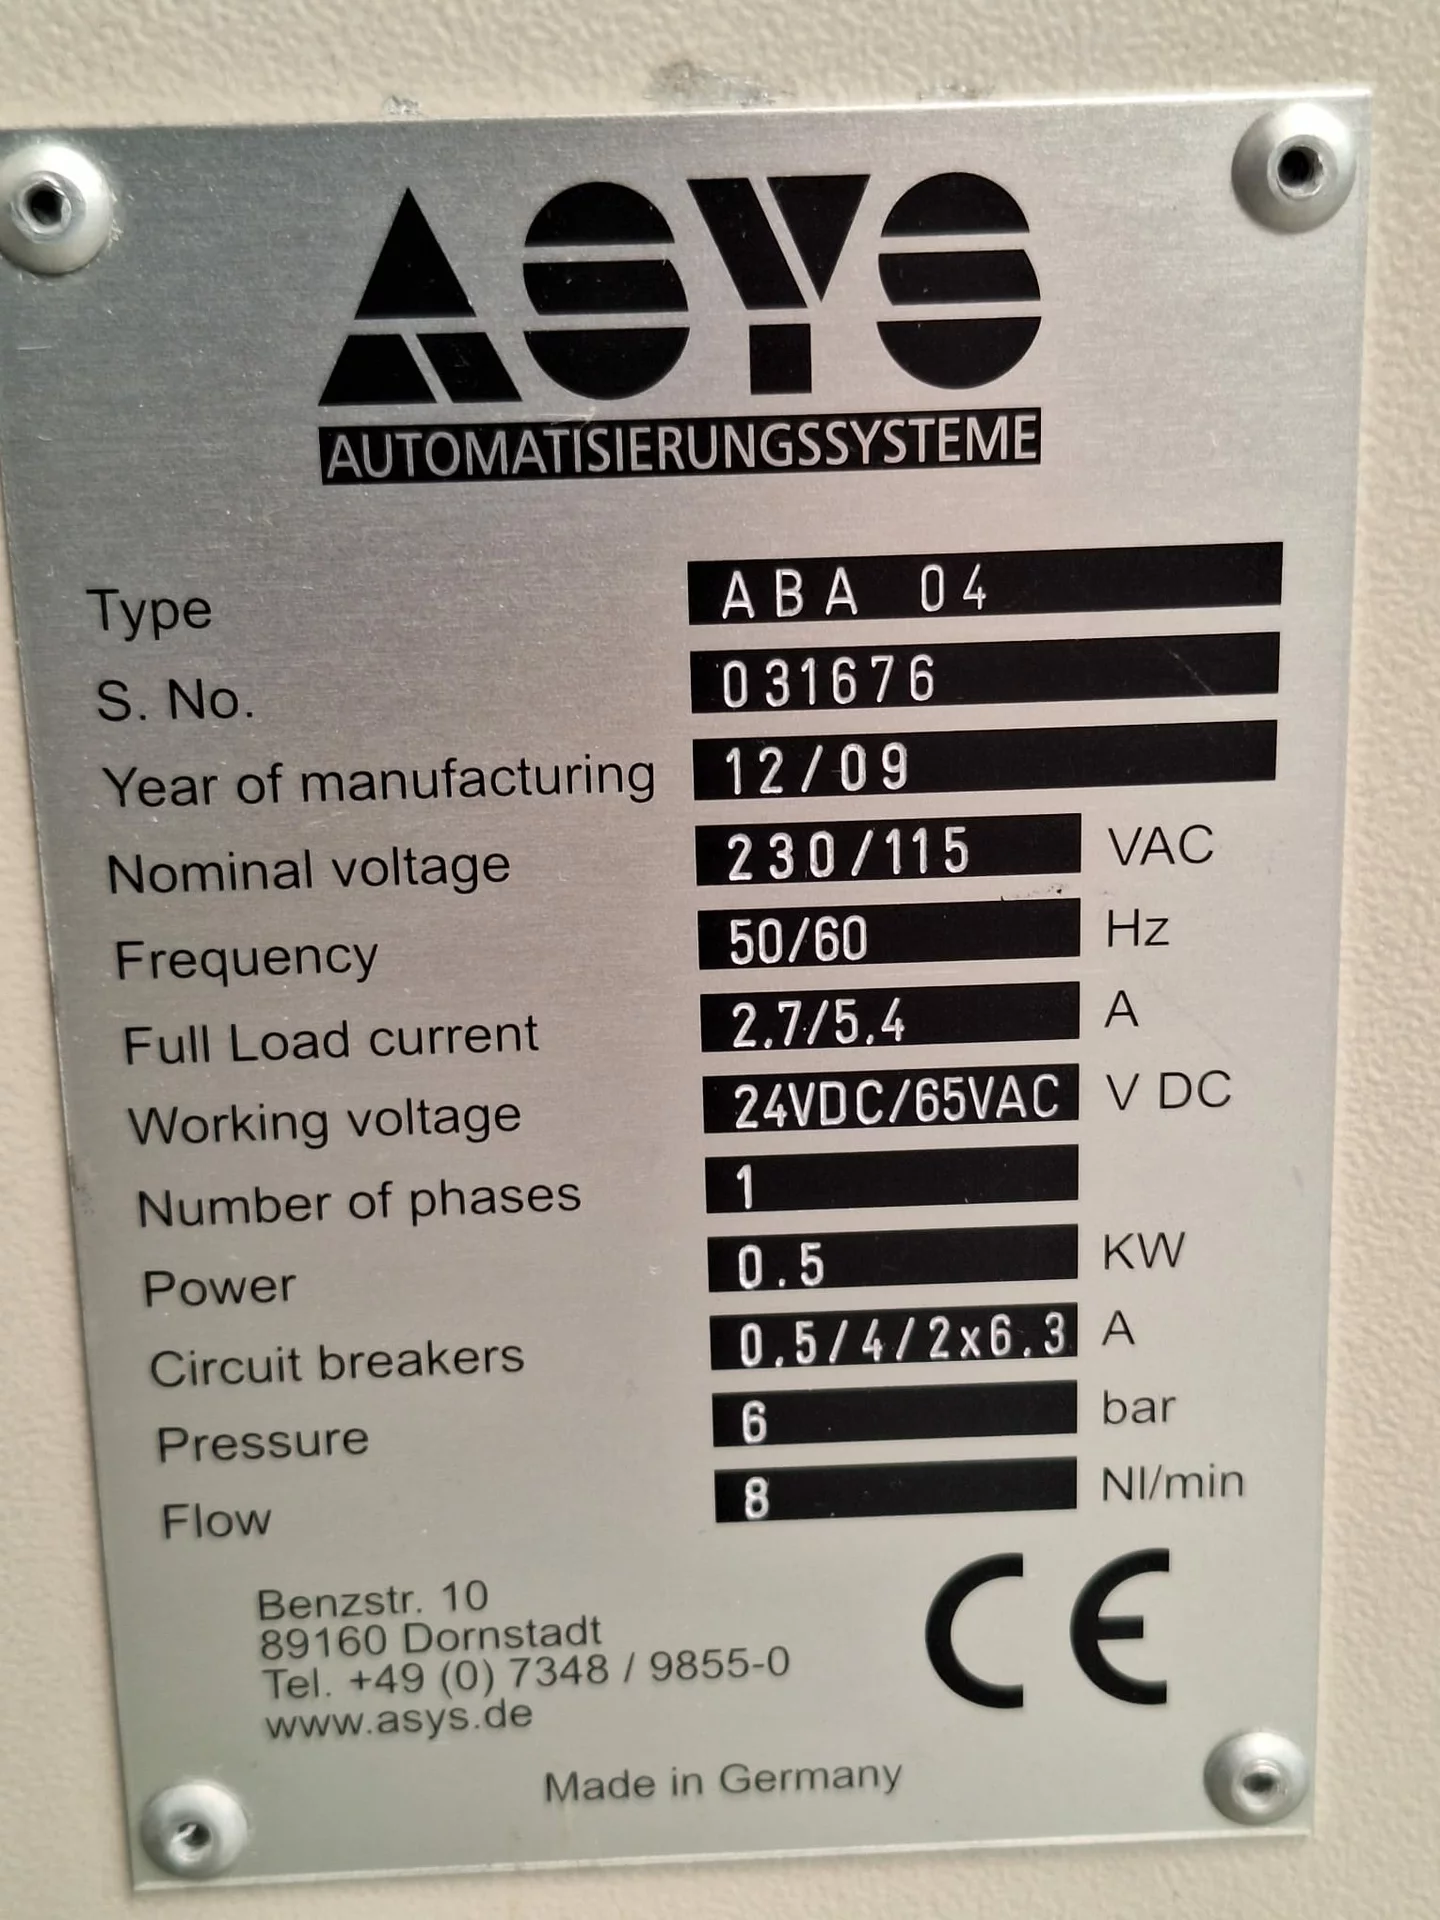 ASYS
AUTOMATISIERUNGSSYSTEME
Type ABA 04
S. No. 031676
Year of manufacturing 12/09
Nominal voltage 230/115 VAC
Frequency 50/60 Hz
Full Load current 2.7/5.4 A
Working voltage 24VDC/65VAC V DC
Number of phases 1
Power 0.5 KW
Circuit breakers 0.5/4/2x6.3 A
Pressure 6 bar
Flow 8 Nl/min
Benzstr. 10
89160 Dornstadt
Tel. +49 (0) 7348 / 9855-0
www.asys.de
CE
Made in Germany